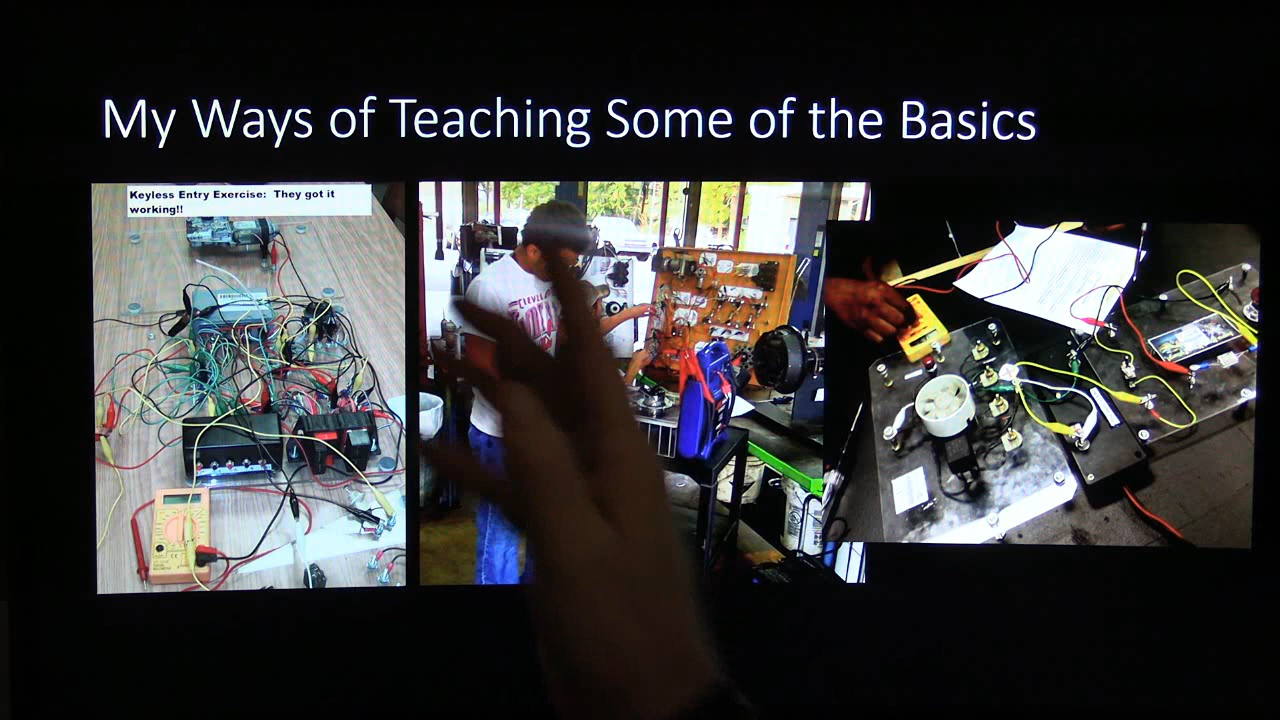 My Ways of Teaching Some of the Basics
Keyless Entry Exercise: They got it
working!!